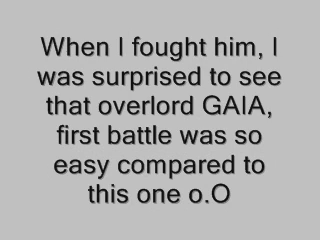 When I fought him, I
was surprised to see
that overlord GAIA,
first battle was so
easy compared to
this one o.O